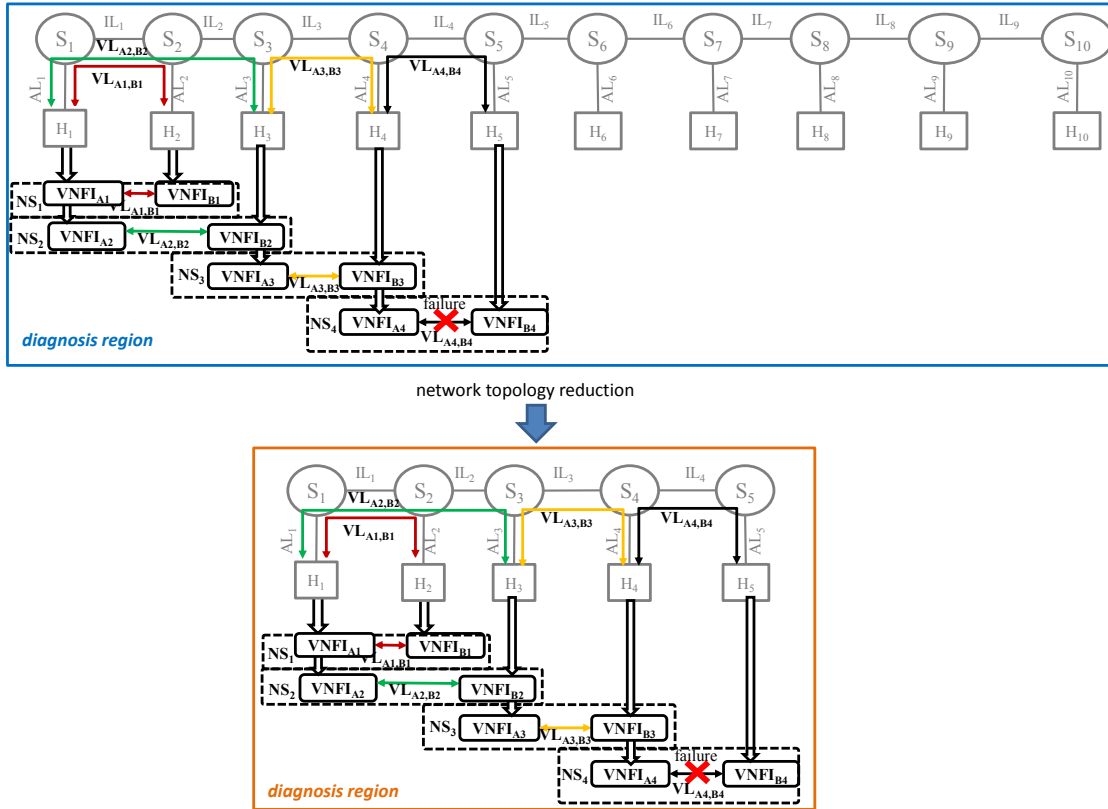 IL1 IL2 IL3 IL4 IL5 IL6 IL7 IL8 IL9
S1 S2 S3 S4 S5 S6 S7 S8 S9 S10
VLA2,B2
VLA1,B1 VLA3,B3 VLA4,B4
AL1 AL2 AL3 AL4 AL5 AL6 AL7 AL8 AL9 AL10
H1 H2 H3 H4 H5 H6 H7 H8 H9 H10
NS1 VNFIA1 VNFIB1
VLA1,B1
NS2 VNFIA2 VLA2,B2 VNFIB2
NS3 VNFIA3 VLA3,B3 VNFIB3
failure
NS4 VNFIA4 VNFIB4
VLA4,B4
diagnosis region
network topology reduction
IL1 IL2 IL3 IL4
S1 S2 S3 S4 S5
VLA2,B2
VLA1,B1 VLA3,B3 VLA4,B4
AL1 AL2 AL3 AL4 AL5
H1 H2 H3 H4 H5
NS1 VNFIA1 VNFIB1
VLA1,B1
NS2 VNFIA2 VLA2,B2 VNFIB2
NS3 VNFIA3 VLA3,B3 VNFIB3
failure
NS4 VNFIA4 VNFIB4
VLA4,B4
diagnosis region